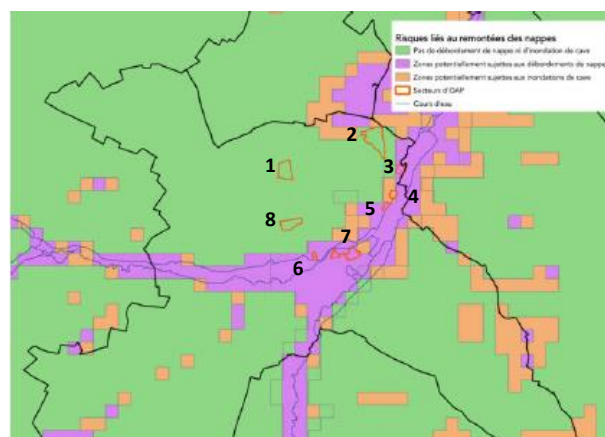 Risques liés au remontées des nappes
Pas de débordement de nappe ni d'inondation de cave
Zones potentiellement sujettes aux débordements de nappe
Zones potentiellement sujettes aux inondations de cave
Secteurs d'OAP
Cours d'eau
2
1
3
4
5
8
7
6